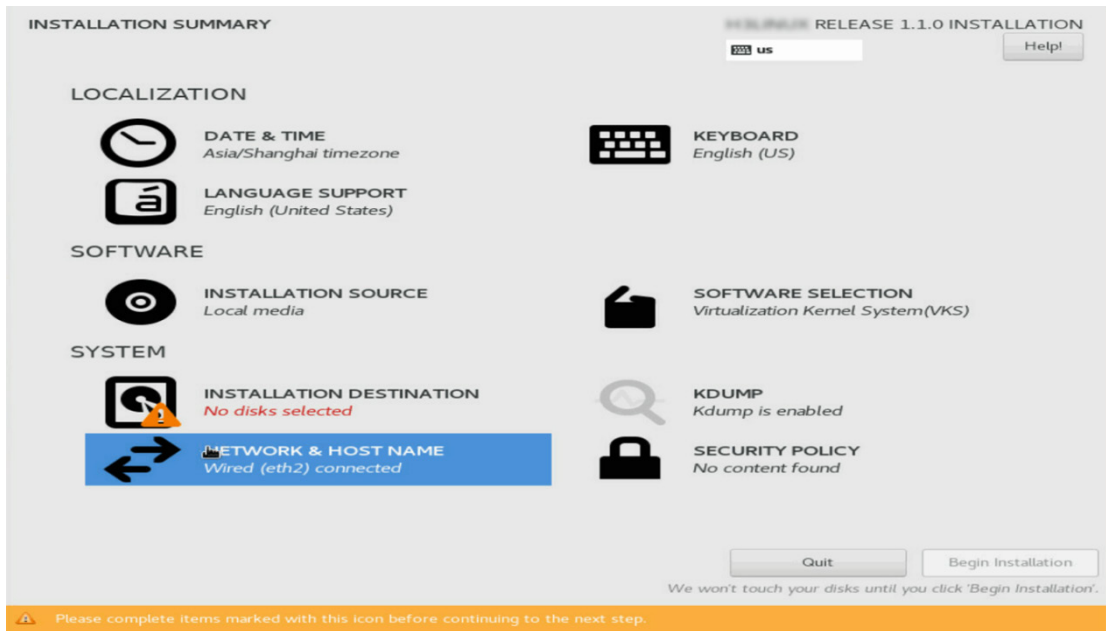 INSTALLATION SUMMARY
RELEASE 1.1.0 INSTALLATION
us
Help!
LOCALIZATION
DATE & TIME
Asia/Shanghai timezone
KEYBOARD
English (US)
á
LANGUAGE SUPPORT
English (United States)
SOFTWARE
INSTALLATION SOURCE
Local media
SOFTWARE SELECTION
Virtualization Kernel System(VKS)
SYSTEM
INSTALLATION DESTINATION
No disks selected
KDUMP
Kdump is enabled
NETWORK & HOST NAME
Wired (eth2) connected
SECURITY POLICY
No content found
Quit
Begin Installation
We won't touch your disks until you click 'Begin Installation'.
Please complete items marked with this icon before continuing to the next step.